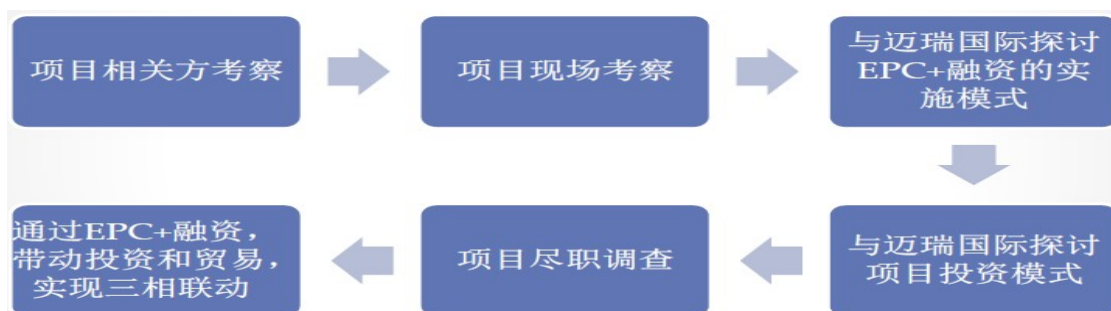 项目相关方考察
项目现场考察
与迈瑞国际探讨
EPC+融资的实
施模式
与迈瑞国际探讨
项目投资模式
项目尽职调查
通过EPC+融资，
带动投资和贸易，
实现三相联动